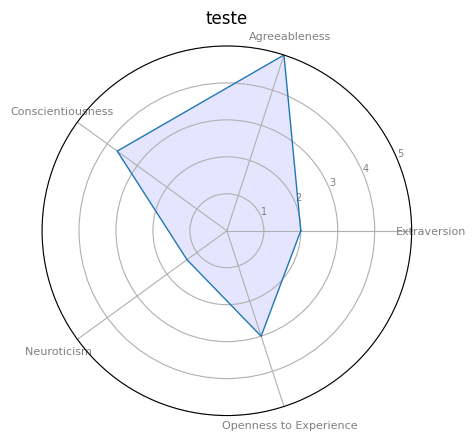 teste
Agreeableness
Conscientiousness
5
4
3
2
1
Extraversion
Neuroticism
Openness to Experience